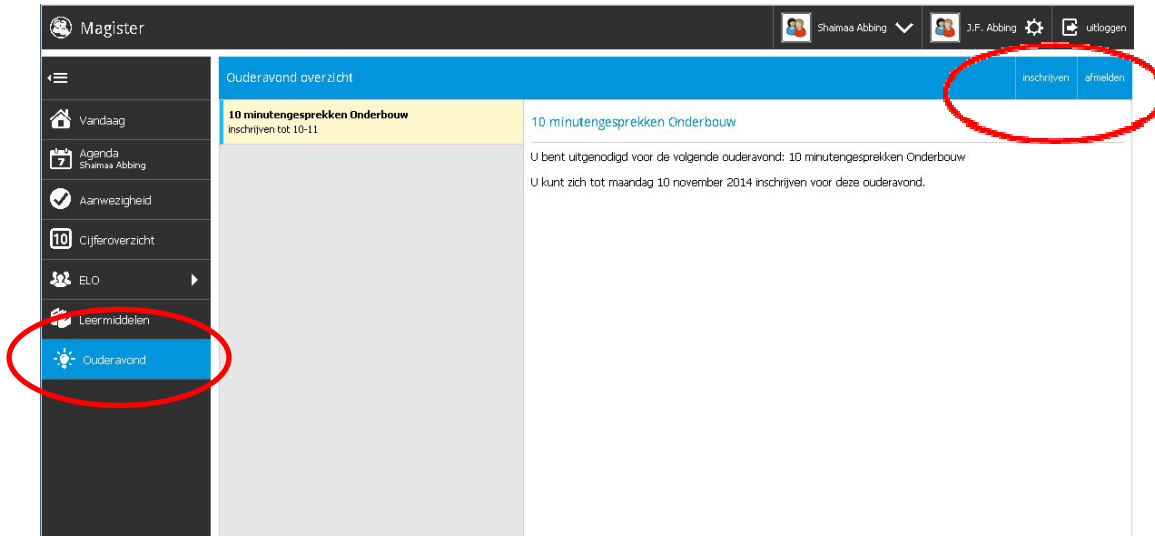 Magister
Shaimaa Abbing
J.F. Abbing
uitloggen
Ouderavond overzicht
inschrijven
afmelden
Vandaag
7
Agenda
Shaimaa Abbing
Aanwezigheid
10
Cijferoverzicht
ELO
Leermiddelen
Ouderavond
10 minutengesprekken Onderbouw
inschrijven tot 10-11
10 minutengesprekken Onderbouw
U bent uitgenodigd voor de volgende ouderavond: 10 minutengesprekken Onderbouw
U kunt zich tot maandag 10 november 2014 inschrijven voor deze ouderavond.